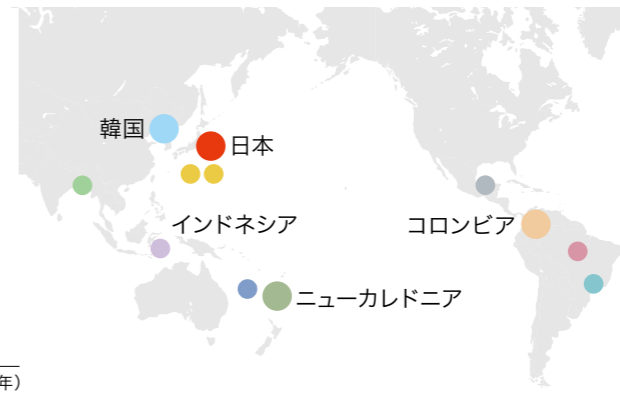 韓国
日本
インドネシア
コロンビア
ニューカレドニア
年）